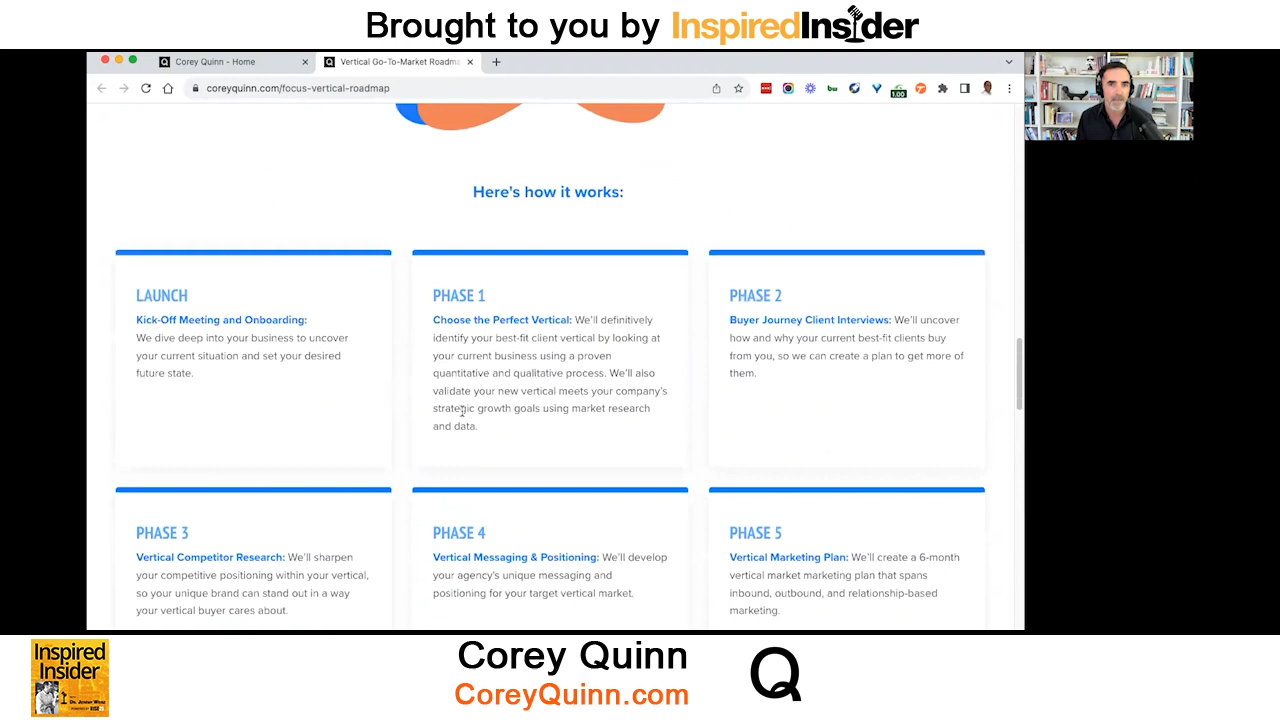 Brought to you by InspiredInsider
Corey Quinn - Home
Vertical Go-To-Market Roadma
coreyquinn.com/focus-vertical-roadmap
1.00
Here's how it works:
LAUNCH
Kick-Off Meeting and Onboarding:
We dive deep into your business to uncover
your current situation and set your desired
future state.
PHASE 1
Choose the Perfect Vertical: We'll definitively
identify your best-fit client vertical by looking at
your current business using a proven
quantitative and qualitative process. We'll also
validate your new vertical meets your company's
strategic growth goals using market research
and data.
PHASE 2
Buyer Journey Client Interviews: We'll uncover
how and why your current best-fit clients buy
from you, so we can create a plan to get more of
them.
PHASE 3
Vertical Competitor Research: We'll sharpen
your competitive positioning within your vertical,
so your unique brand can stand out in a way
your vertical buyer cares about.
PHASE 4
Vertical Messaging & Positioning: We'll develop
your agency's unique messaging and
positioning for your target vertical market.
PHASE 5
Vertical Marketing Plan: We'll create a 6-month
vertical market marketing plan that spans
inbound, outbound, and relationship-based
marketing.
Inspired
Insider
Corey Quinn
CoreyQuinn.com
Q